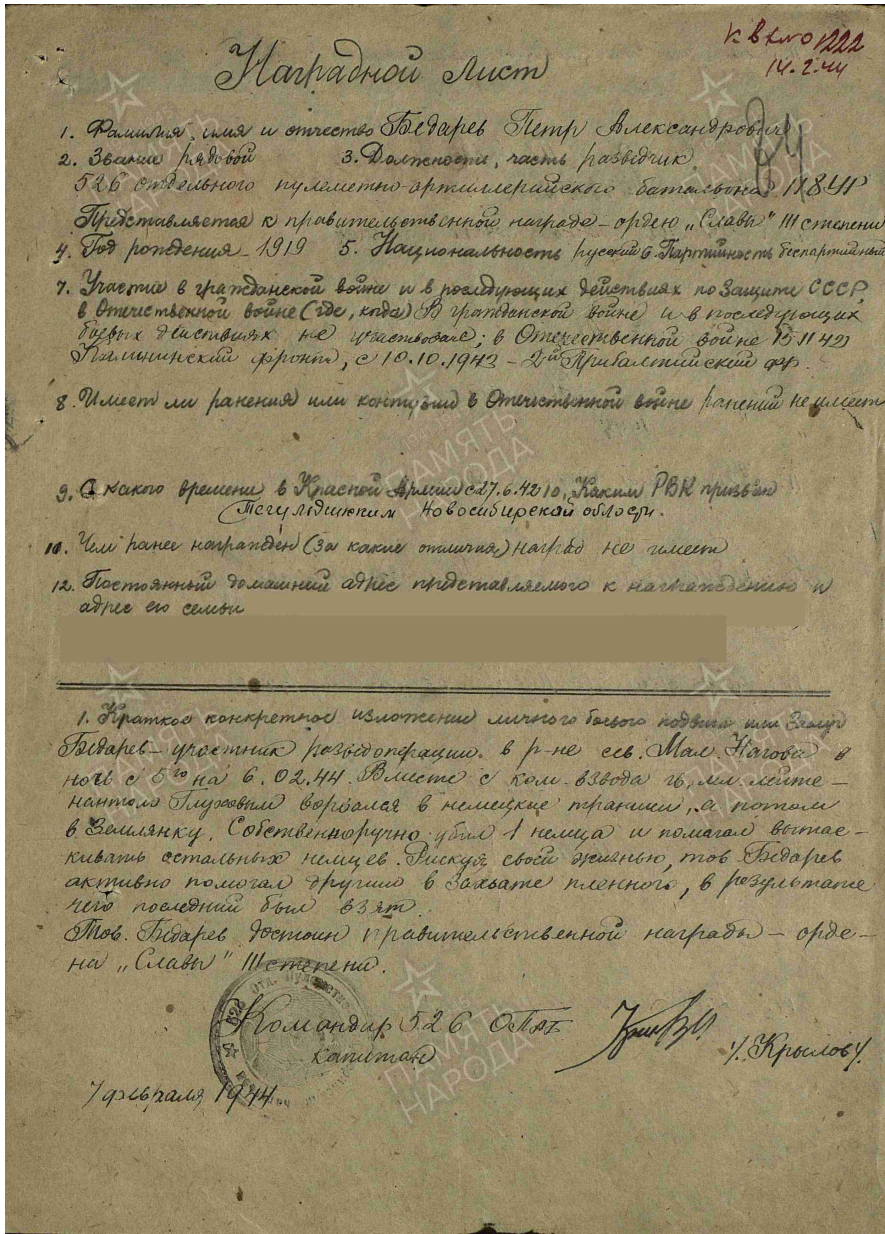 к вх№ 1222
14.2.44
Наградной лист
1. Фамилия, имя и отчество Бедарев Петр Александрович
2. Звание рядовой 3. Должность, часть разведчик
526 отдельного пулеметно-артиллерийского баталиона 118 УР
Представляется к правительственной награде – ордену „Славы" III степени
4. Год рождения – 1919 5. Национальность русский 6. Партийность беспартийный
7. Участие в гражданской войне и в последующих действиях по защите СССР,
в Отечественной войне (где, когда) В гражданской войне и в последующих
боевых действиях не участвовал; в Отечественной войне 15.11.42
Калининский фронт, с 10.10.1943 – 2й Прибалтийский фр.
8. Имеет ли ранения или контузии в Отечественной войне ранений не имеет
9. С какого времени в Красной Армии с 27.6.42 10. Каким РВК призван
Тегульдетским Новосибирской области.
10. Чем ранее награжден (за какие отличия) наград не имеет
12. Постоянный домашний адрес представляемого к награждению и
адрес его семьи
1. Краткое конкретное изложение личного боевого подвига или заслуг
Бедарев – участник разведоперации в р-не сев. Мал. Нагова в
ночь с 5го на 6.02.44. Вместе с ком. взвода мл. лейте-
нантом Глуховым ворвался в немецкие траншеи, а потом
в землянку. Собственноручно убил 1 немца и помагал вытас-
кивать остальных немцев. Рискуя своей жизнью, тов. Бедарев
активно помогал другим в захвате пленного, в результате
чего последний был взят.
Тов. Бедарев достоин правительственной награды – орде-
на „Славы" III степени.
Командир 526 ОПАБ
капитан
/. Крылов /.
7 февраля 1944
ПАМЯТЬ
НАРОДА